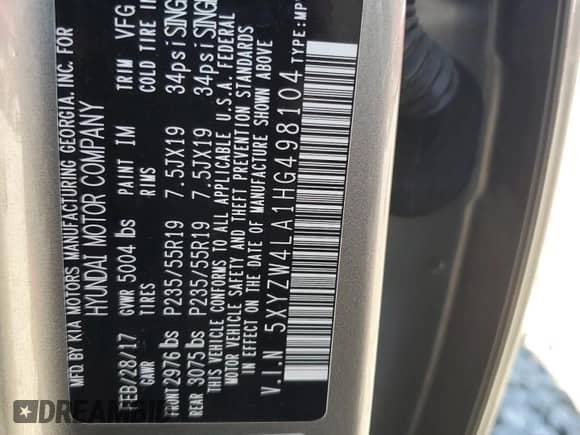 MFD BY KIA MOTORS MANUFACTURING GEORGIA, INC. FOR
HYUNDAI MOTOR COMPANY
FEB/28/17 GVWR 5004 lbs PAINT IM TRIM VFG
GAWR TIRES RIMS COLD TIRE
FRONT 2976 lbs P235/55R19 7.5JX19 34psi SINGL
REAR 3075 lbs P235/55R19 7.5JX19 34psi SINGL
THIS VEHICLE CONFORMS TO ALL APPLICABLE U.S.A. FEDERAL
MOTOR VEHICLE SAFETY AND THEFT PREVENTION STANDARDS
IN EFFECT ON THE DATE OF MANUFACTURE SHOWN ABOVE
V.I.N 5XYZW4LA1HG498104 TYPE:MP
DREAMBID